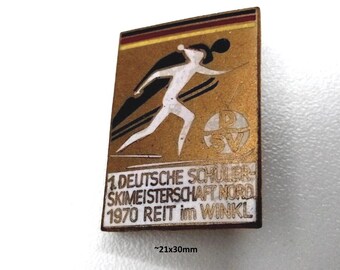 DSV
1. DEUTSCHE SCHÜLER-
SKIMEISTERSCHAFT NORD.
1970 REIT im WINKL
~21x30mm